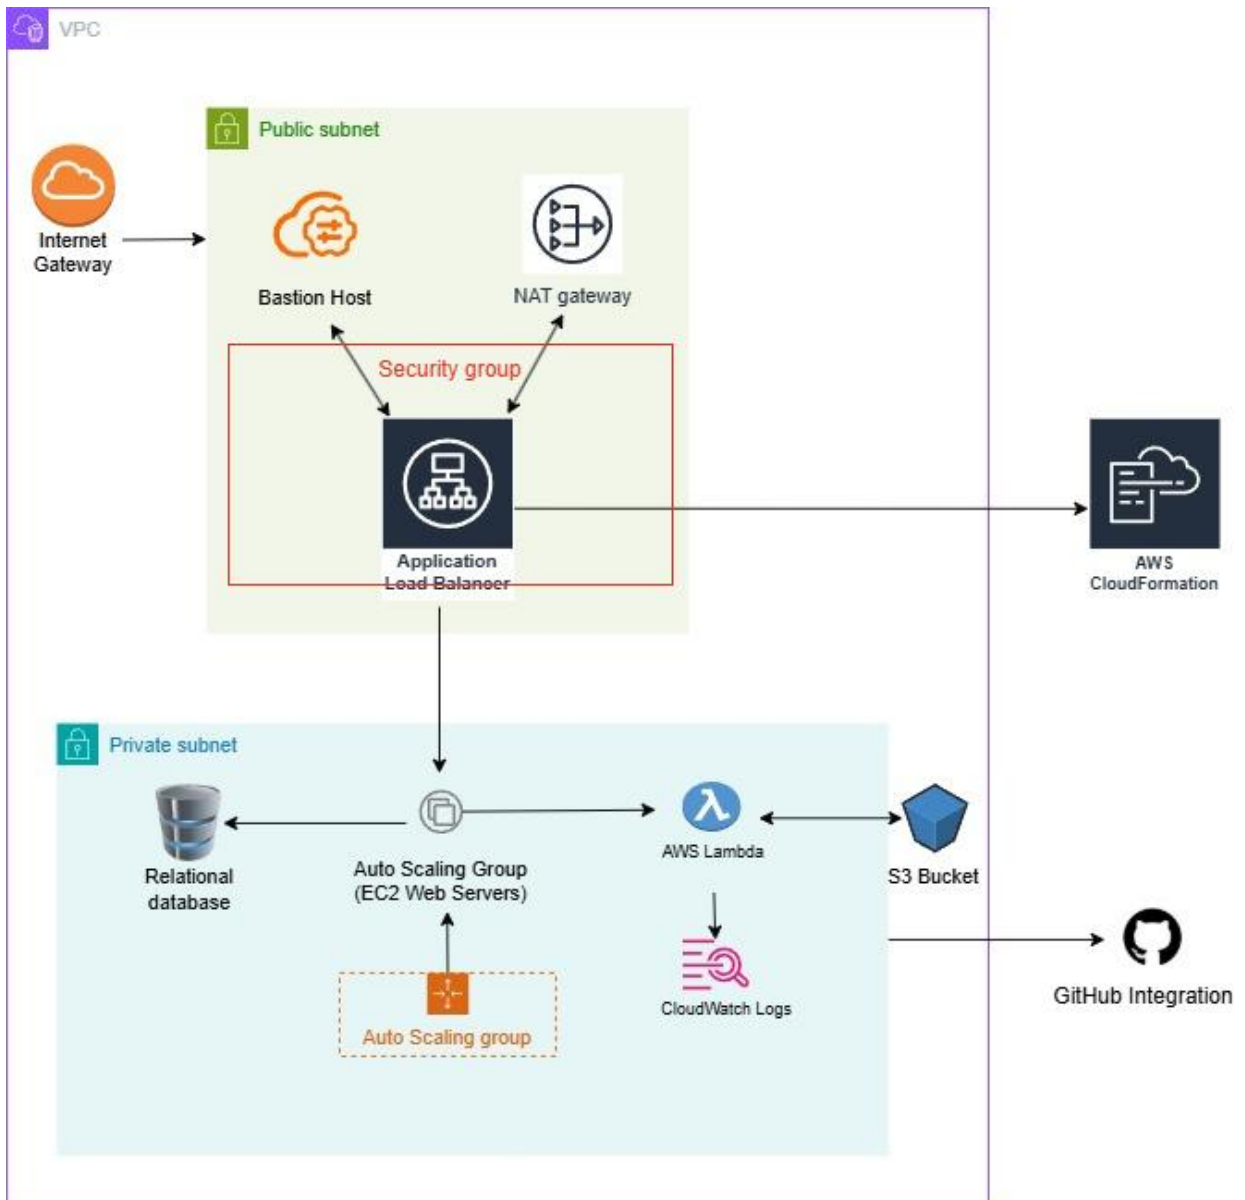 VPC
Public subnet
Internet
Gateway
Bastion Host
NAT gateway
Security group
Application
Load Balancer
AWS
CloudFormation
Private subnet
Relational
database
Auto Scaling Group
(EC2 Web Servers)
AWS Lambda
S3 Bucket
CloudWatch Logs
GitHub Integration
Auto Scaling group